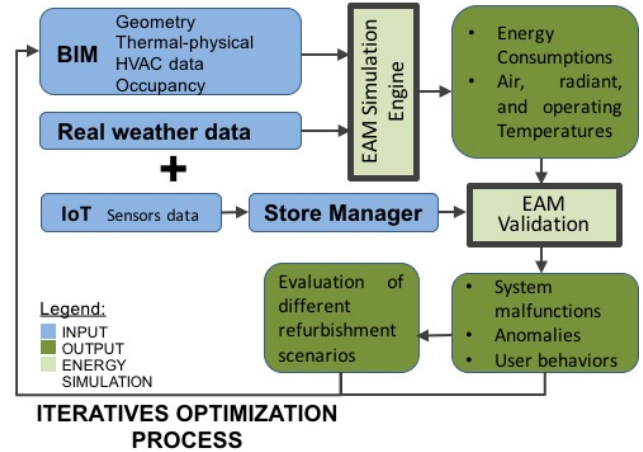 BIM
Geometry
Thermal-physical
HVAC data
Occupancy
Real weather data
+
EAM Simulation
Engine
• Energy
Consumptions
• Air, radiant,
and operating
Temperatures
IoT Sensors data
Store Manager
EAM
Validation
Evaluation of
different
refurbishment
scenarios
• System
malfunctions
• Anomalies
• User behaviors
Legend:
INPUT
OUTPUT
ENERGY
SIMULATION
ITERATIVES OPTIMIZATION
PROCESS